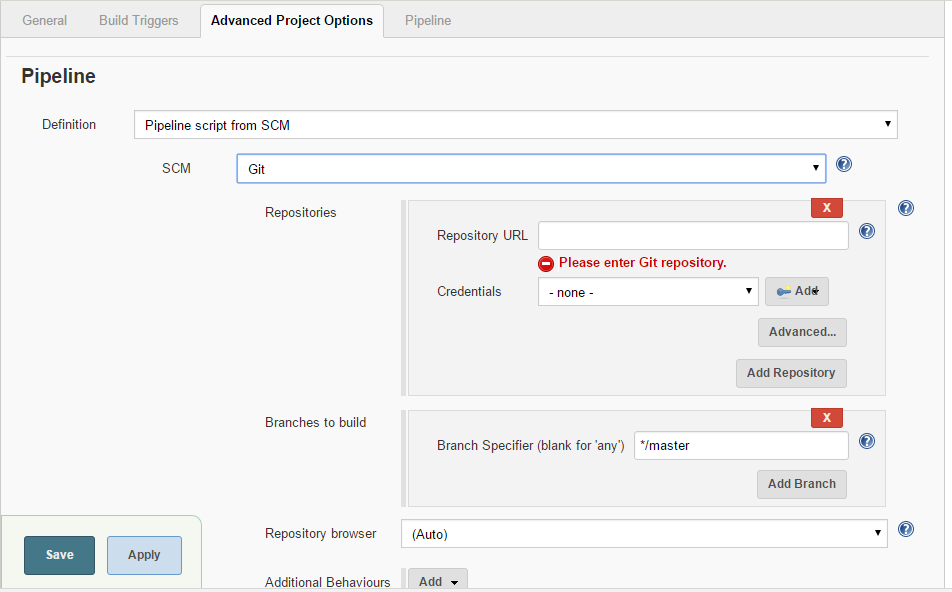 General Build Triggers Advanced Project Options Pipeline
Pipeline
Definition Pipeline script from SCM
SCM Git ?
Repositories X ?
Repository URL ?
Please enter Git repository.
Credentials - none - Add
Advanced...
Add Repository
Branches to build X
Branch Specifier (blank for 'any') */master ?
Add Branch
Repository browser (Auto) ?
Save Apply
Additional Behaviours Add